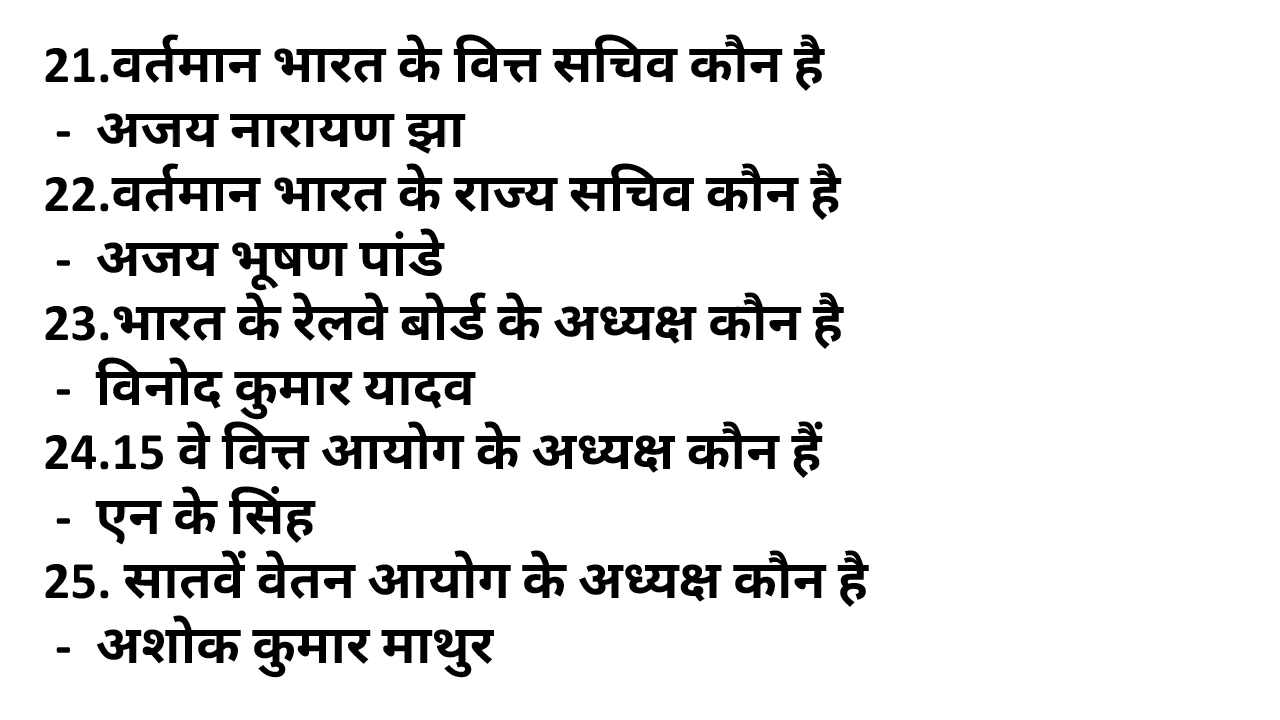 21.वर्तमान भारत के वित्त सचिव कौन है
- अजय नारायण झा
22.वर्तमान भारत के राज्य सचिव कौन है
- अजय भूषण पांडे
23.भारत के रेलवे बोर्ड के अध्यक्ष कौन है
- विनोद कुमार यादव
24.15 वे वित्त आयोग के अध्यक्ष कौन हैं
- एन के सिंह
25. सातवें वेतन आयोग के अध्यक्ष कौन है
- अशोक कुमार माथुर